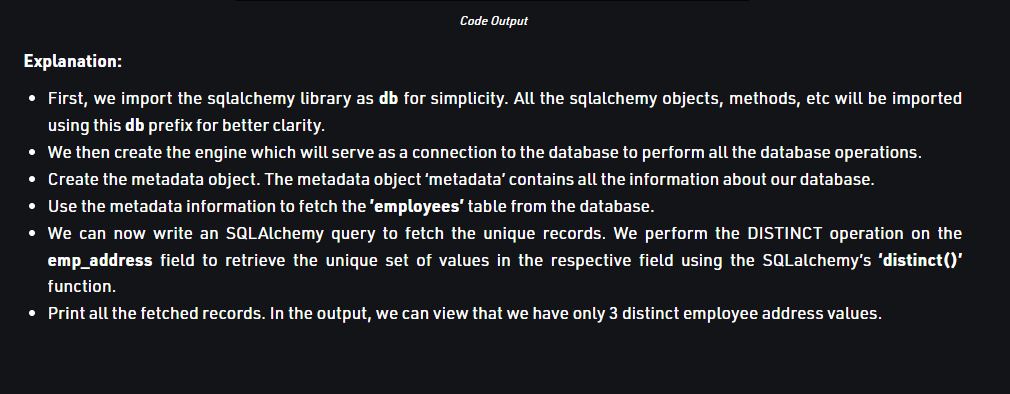 Code Output
Explanation:
• First, we import the sqlalchemy library as db for simplicity. All the sqlalchemy objects, methods, etc will be imported
using this db prefix for better clarity.
• We then create the engine which will serve as a connection to the database to perform all the database operations.
• Create the metadata object. The metadata object ‘metadata’ contains all the information about our database.
• Use the metadata information to fetch the ’employees’ table from the database.
• We can now write an SQLAlchemy query to fetch the unique records. We perform the DISTINCT operation on the
emp_address field to retrieve the unique set of values in the respective field using the SQLalchemy’s ‘distinct()’
function.
• Print all the fetched records. In the output, we can view that we have only 3 distinct employee address values.